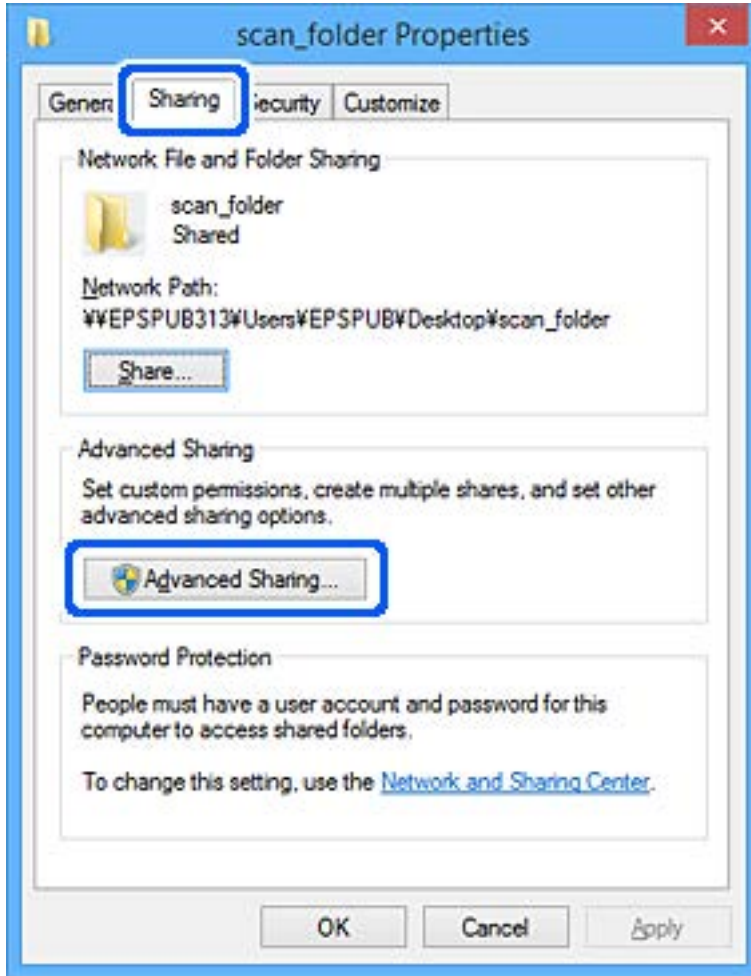 scan_folder Properties
General Sharing Security Customize
Network File and Folder Sharing
scan_folder
Shared
Network Path:
¥¥EPSPUB313¥Users¥EPSPUB¥Desktop¥scan_folder
Share...
Advanced Sharing
Set custom permissions, create multiple shares, and set other
advanced sharing options.
Advanced Sharing...
Password Protection
People must have a user account and password for this
computer to access shared folders.
To change this setting, use the Network and Sharing Center.
OK Cancel Apply